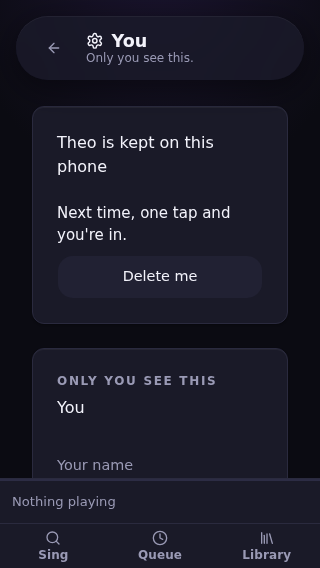 You
Only you see this.
Theo is kept on this
phone
Next time, one tap and
you're in.
Delete me
ONLY YOU SEE THIS
You
Your name
Nothing playing
Sing
Queue
Library